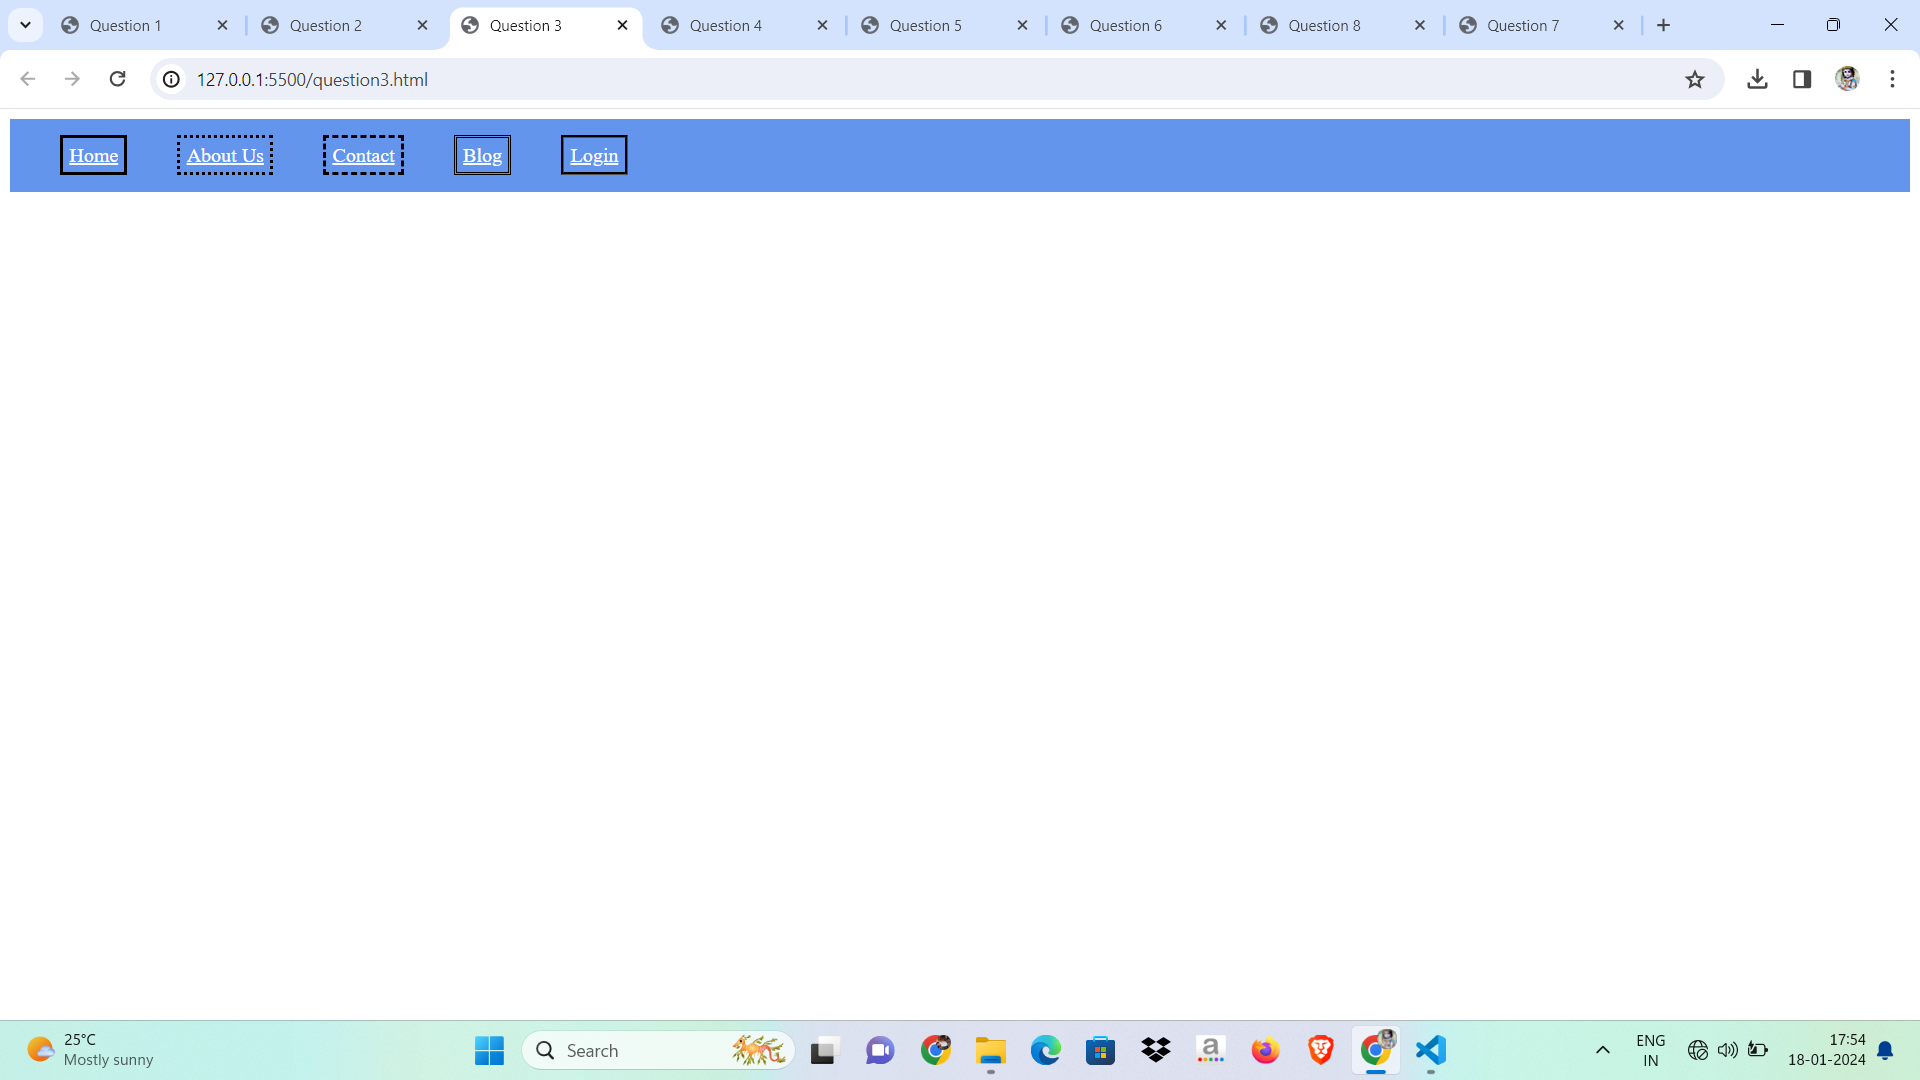 Question 1
Question 2
Question 3
Question 4
Question 5
Question 6
Question 8
Question 7
127.0.0.1:5500/question3.html
Home
About Us
Contact
Blog
Login
25°C
Mostly sunny
Search
a
ENG
IN
17:54
18-01-2024